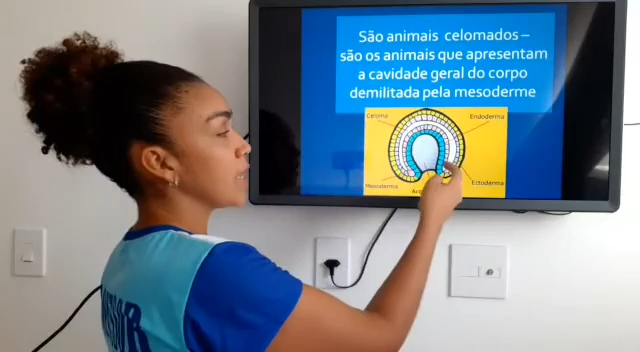 São animais celomados –
são os animais que apresentam
a cavidade geral do corpo
demilitada pela mesoderme
Celoma
Endoderma
Mesoderma
Ectoderma